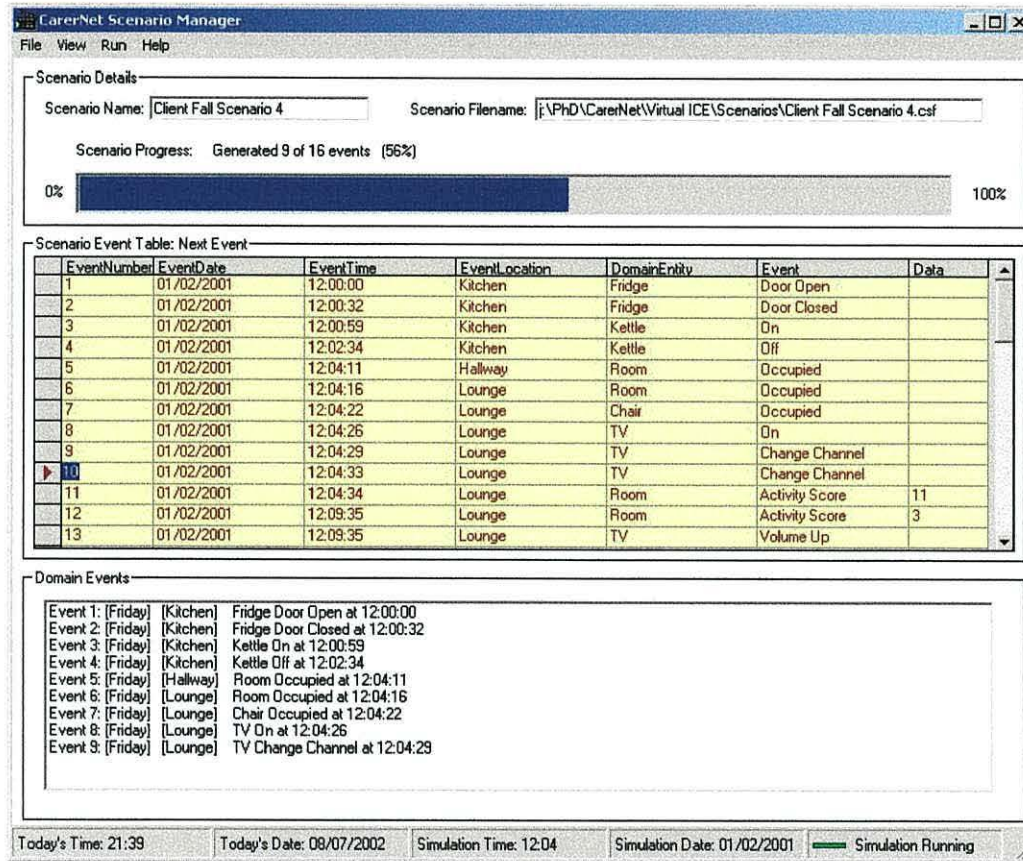 CarerNet Scenario Manager
File View Run Help
Scenario Details
Scenario Name: Client Fall Scenario 4 Scenario Filename: j:\PhD\CarerNet\Virtual ICE\Scenarios\Client Fall Scenario 4.csf
Scenario Progress: Generated 9 of 16 events (56%)
0% 100%
Scenario Event Table: Next Event
EventNumber EventDate EventTime EventLocation DomainEntity Event Data
1 01/02/2001 12:00:00 Kitchen Fridge Door Open
2 01/02/2001 12:00:32 Kitchen Fridge Door Closed
3 01/02/2001 12:00:59 Kitchen Kettle On
4 01/02/2001 12:02:34 Kitchen Kettle Off
5 01/02/2001 12:04:11 Hallway Room Occupied
6 01/02/2001 12:04:16 Lounge Room Occupied
7 01/02/2001 12:04:22 Lounge Chair Occupied
8 01/02/2001 12:04:26 Lounge TV On
9 01/02/2001 12:04:29 Lounge TV Change Channel
10 01/02/2001 12:04:33 Lounge TV Change Channel
11 01/02/2001 12:04:34 Lounge Room Activity Score 11
12 01/02/2001 12:09:35 Lounge Room Activity Score 3
13 01/02/2001 12:09:35 Lounge TV Volume Up
Domain Events
Event 1: [Friday] [Kitchen] Fridge Door Open at 12:00:00
Event 2: [Friday] [Kitchen] Fridge Door Closed at 12:00:32
Event 3: [Friday] [Kitchen] Kettle On at 12:00:59
Event 4: [Friday] [Kitchen] Kettle Off at 12:02:34
Event 5: [Friday] [Hallway] Room Occupied at 12:04:11
Event 6: [Friday] [Lounge] Room Occupied at 12:04:16
Event 7: [Friday] [Lounge] Chair Occupied at 12:04:22
Event 8: [Friday] [Lounge] TV On at 12:04:26
Event 9: [Friday] [Lounge] TV Change Channel at 12:04:29
Today's Time: 21:39 Today's Date: 08/07/2002 Simulation Time: 12:04 Simulation Date: 01/02/2001 Simulation Running